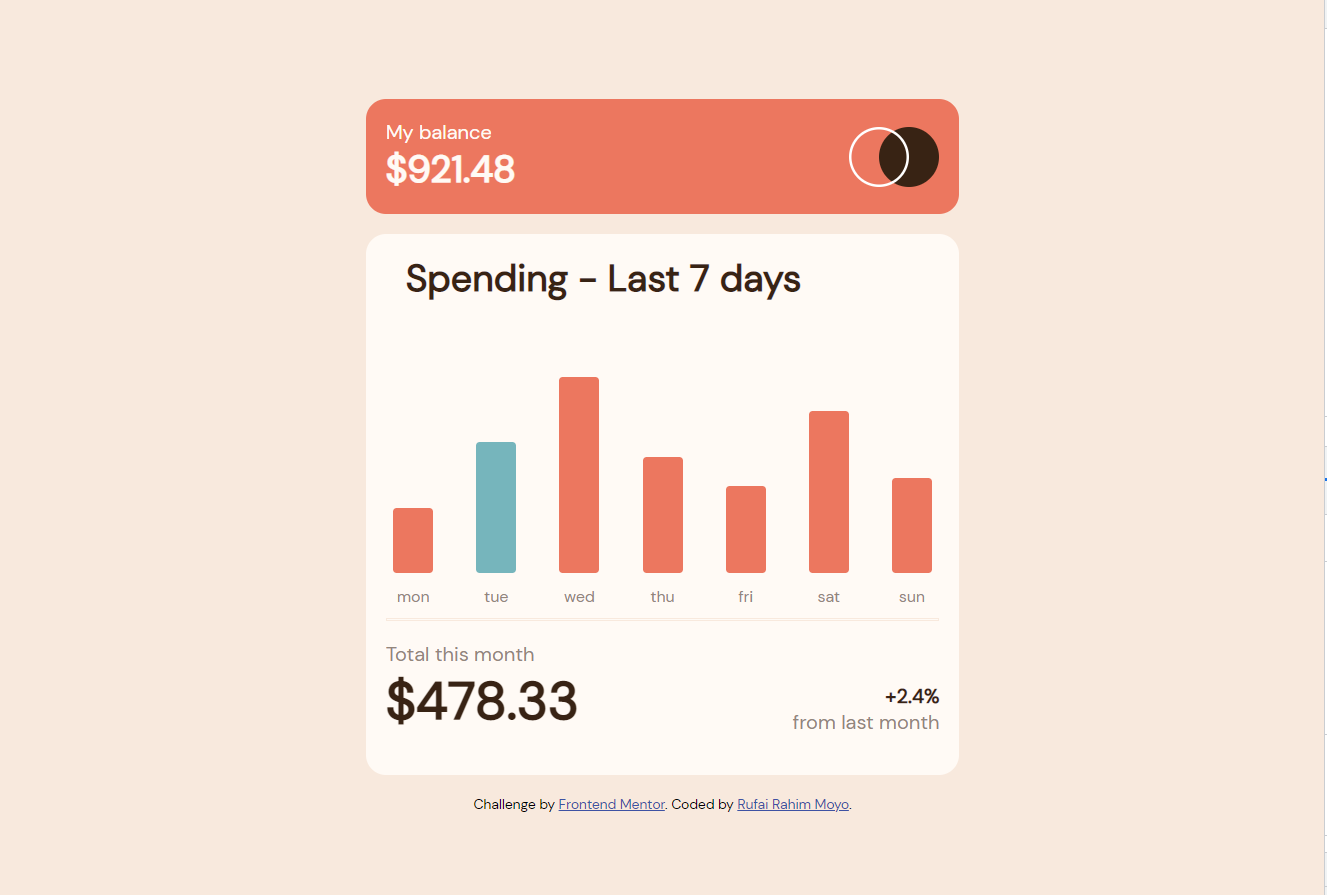 My balance
$921.48
Spending - Last 7 days
mon tue wed thu fri sat sun
Total this month
$478.33
+2.4%
from last month
Challenge by Frontend Mentor. Coded by Rufai Rahim Moyo.